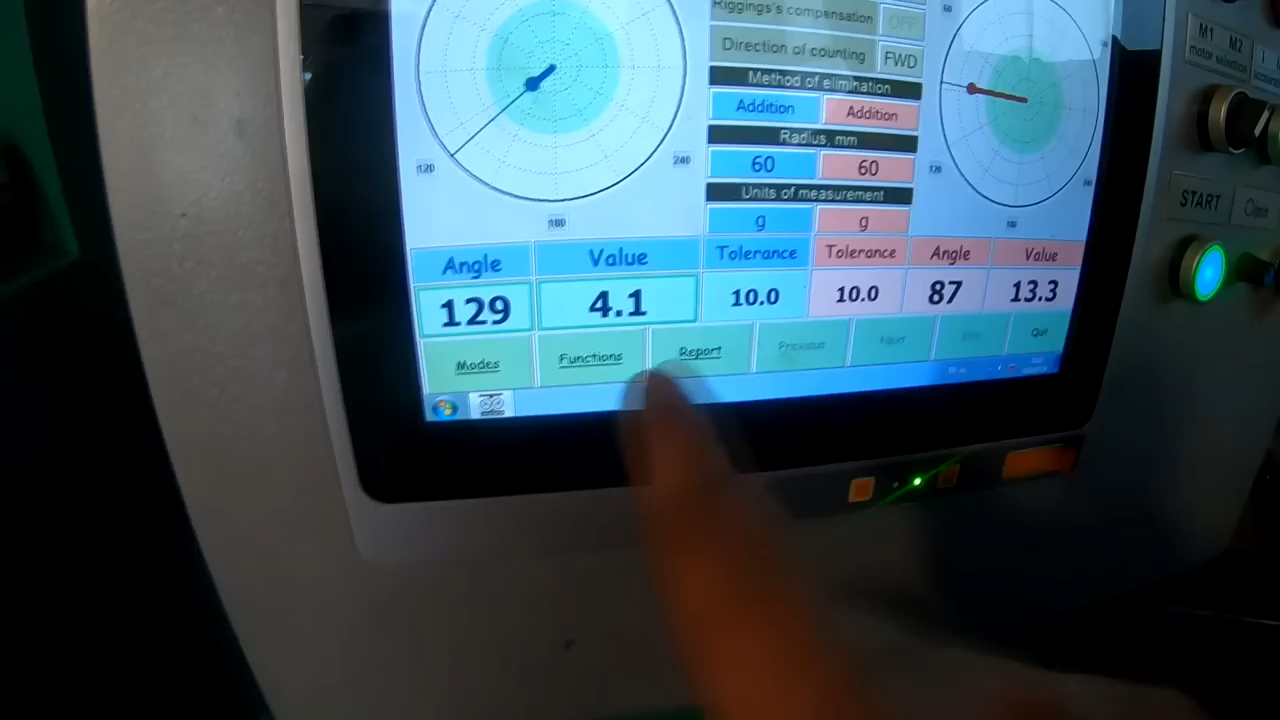 Riggings's compensation OFF
Direction of counting FWD
Method of elimination
Addition Addition
Radius, mm
60 60
Units of measurement
g g
60
120
180
240
120
180
Angle Value Tolerance Tolerance Angle Value
129 4.1 10.0 10.0 87 13.3
Modes Functions Report Previous Next Quit
M1 M2
motor selection
START